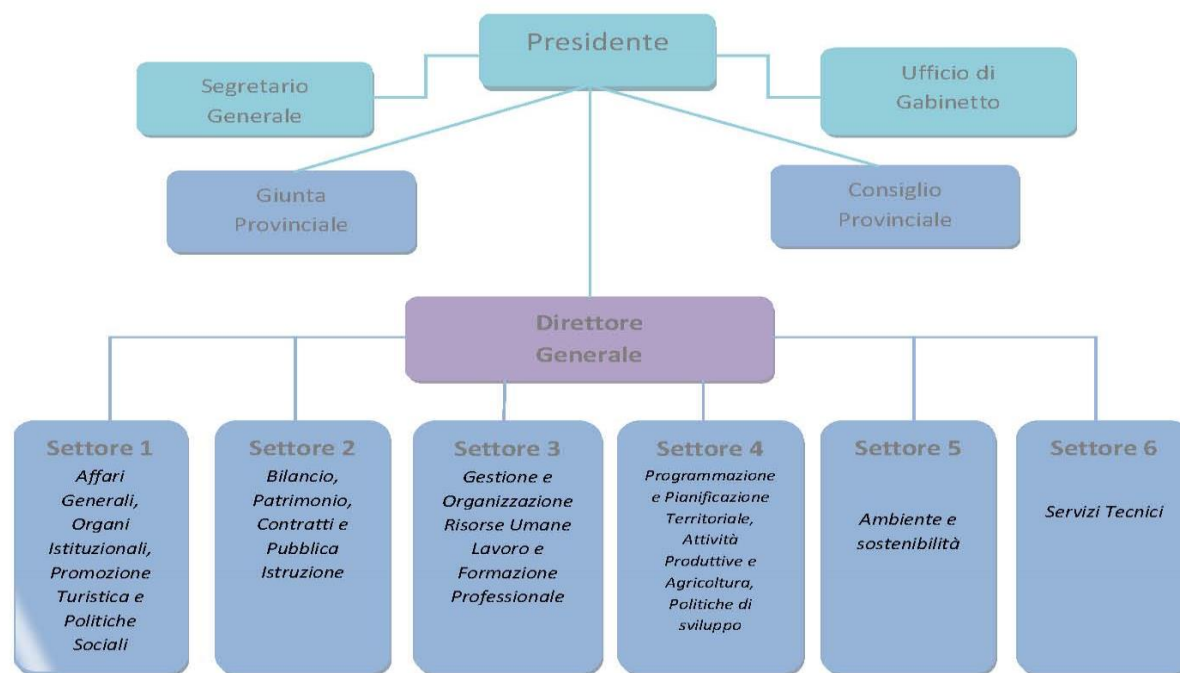 Presidente
Segretario
Generale
Ufficio di
Gabinetto
Giunta
Provinciale
Consiglio
Provinciale
Direttore
Generale
Settore 1
Affari
Generali,
Organi
Istituzionali,
Promozione
Turistica e
Politiche
Sociali
Settore 2
Bilancio,
Patrimonio,
Contratti e
Pubblica
Istruzione
Settore 3
Gestione e
Organizzazione
Risorse Umane
Lavoro e
Formazione
Professionale
Settore 4
Programmazione
e Pianificazione
Territoriale,
Attività
Produttive e
Agricoltura,
Politiche di
sviluppo
Settore 5
Ambiente e
sostenibilità
Settore 6
Servizi Tecnici